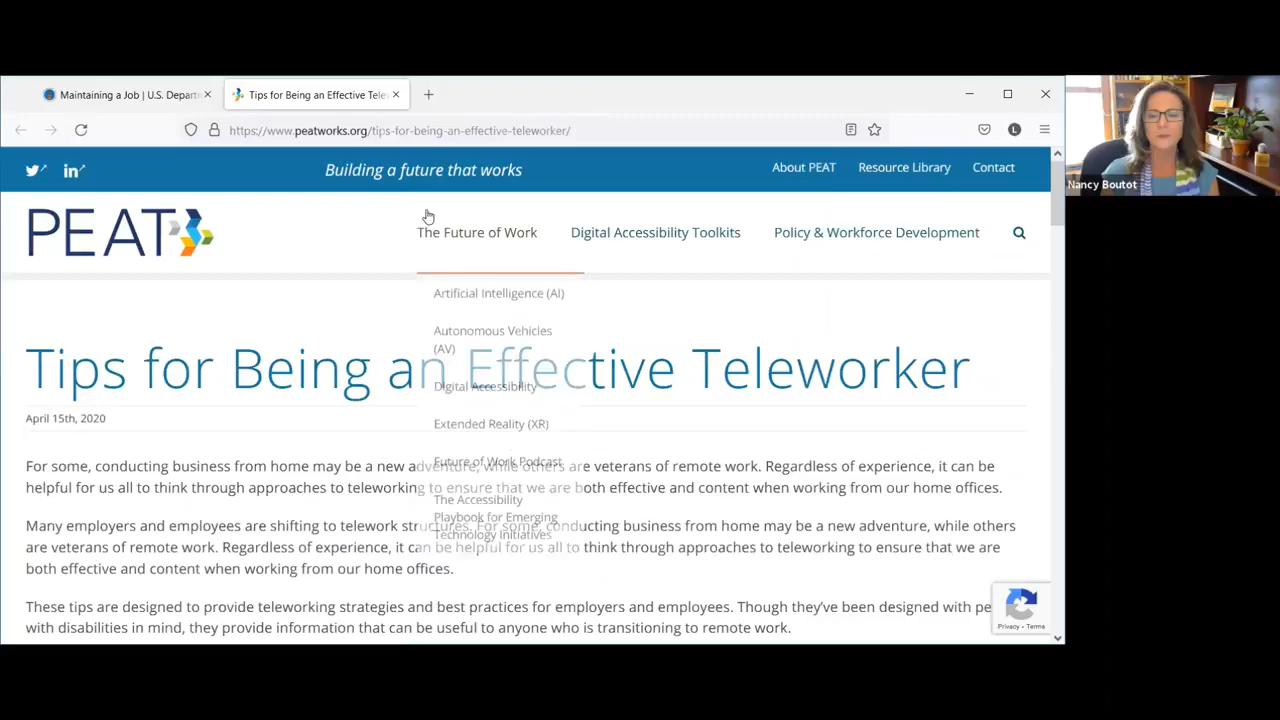 Maintaining a Job | U.S. Depart
Tips for Being an Effective Tele
https://www.peatworks.org/tips-for-being-an-effective-teleworker/
L
Building a future that works
About PEAT
Resource Library
Contact
PEAT
The Future of Work
Digital Accessibility Toolkits
Policy & Workforce Development
Artificial Intelligence (AI)
Autonomous Vehicles
(AV)
Digital Accessibility
Extended Reality (XR)
Future of Work Podcast
The Accessibility
Playbook for Emerging
Technology Initiatives
Tips for Being an Effective Teleworker
April 15th, 2020
For some, conducting business from home may be a new adventure, while others are veterans of remote work. Regardless of experience, it can be
helpful for us all to think through approaches to teleworking to ensure that we are both effective and content when working from our home offices.
Many employers and employees are shifting to telework structures. For some, conducting business from home may be a new adventure, while others
are veterans of remote work. Regardless of experience, it can be helpful for us all to think through approaches to teleworking to ensure that we are
both effective and content when working from our home offices.
These tips are designed to provide teleworking strategies and best practices for employers and employees. Though they've been designed with pe
with disabilities in mind, they provide information that can be useful to anyone who is transitioning to remote work.
Privacy - Terms
Nancy Boutot